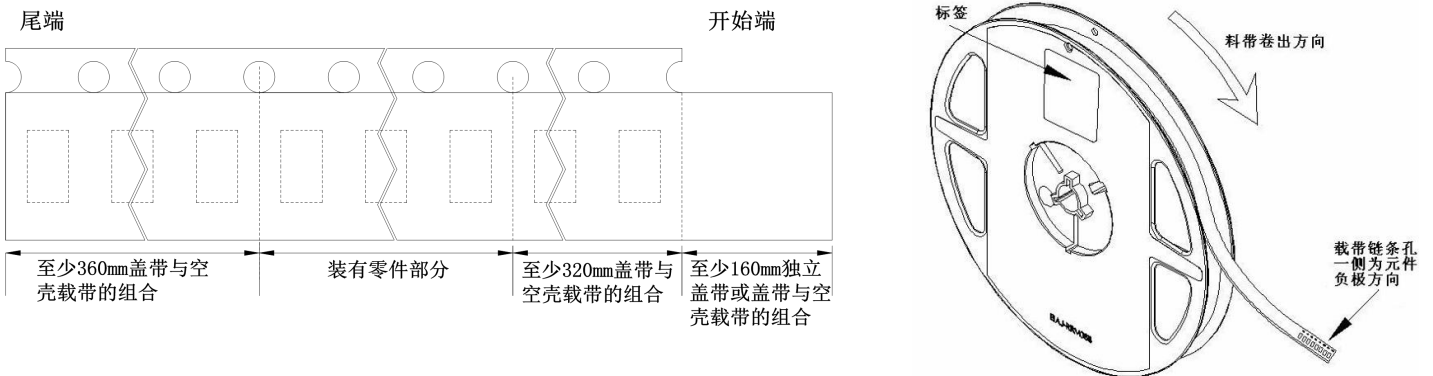 尾端
开始端
至少360mm盖带与空
壳载带的组合
装有零件部分
至少320mm盖带与
空壳载带的组合
至少160mm独立
盖带或盖带与空
壳载带的组合
标签
料带卷出方向
载带链条孔
一侧为元件
负极方向